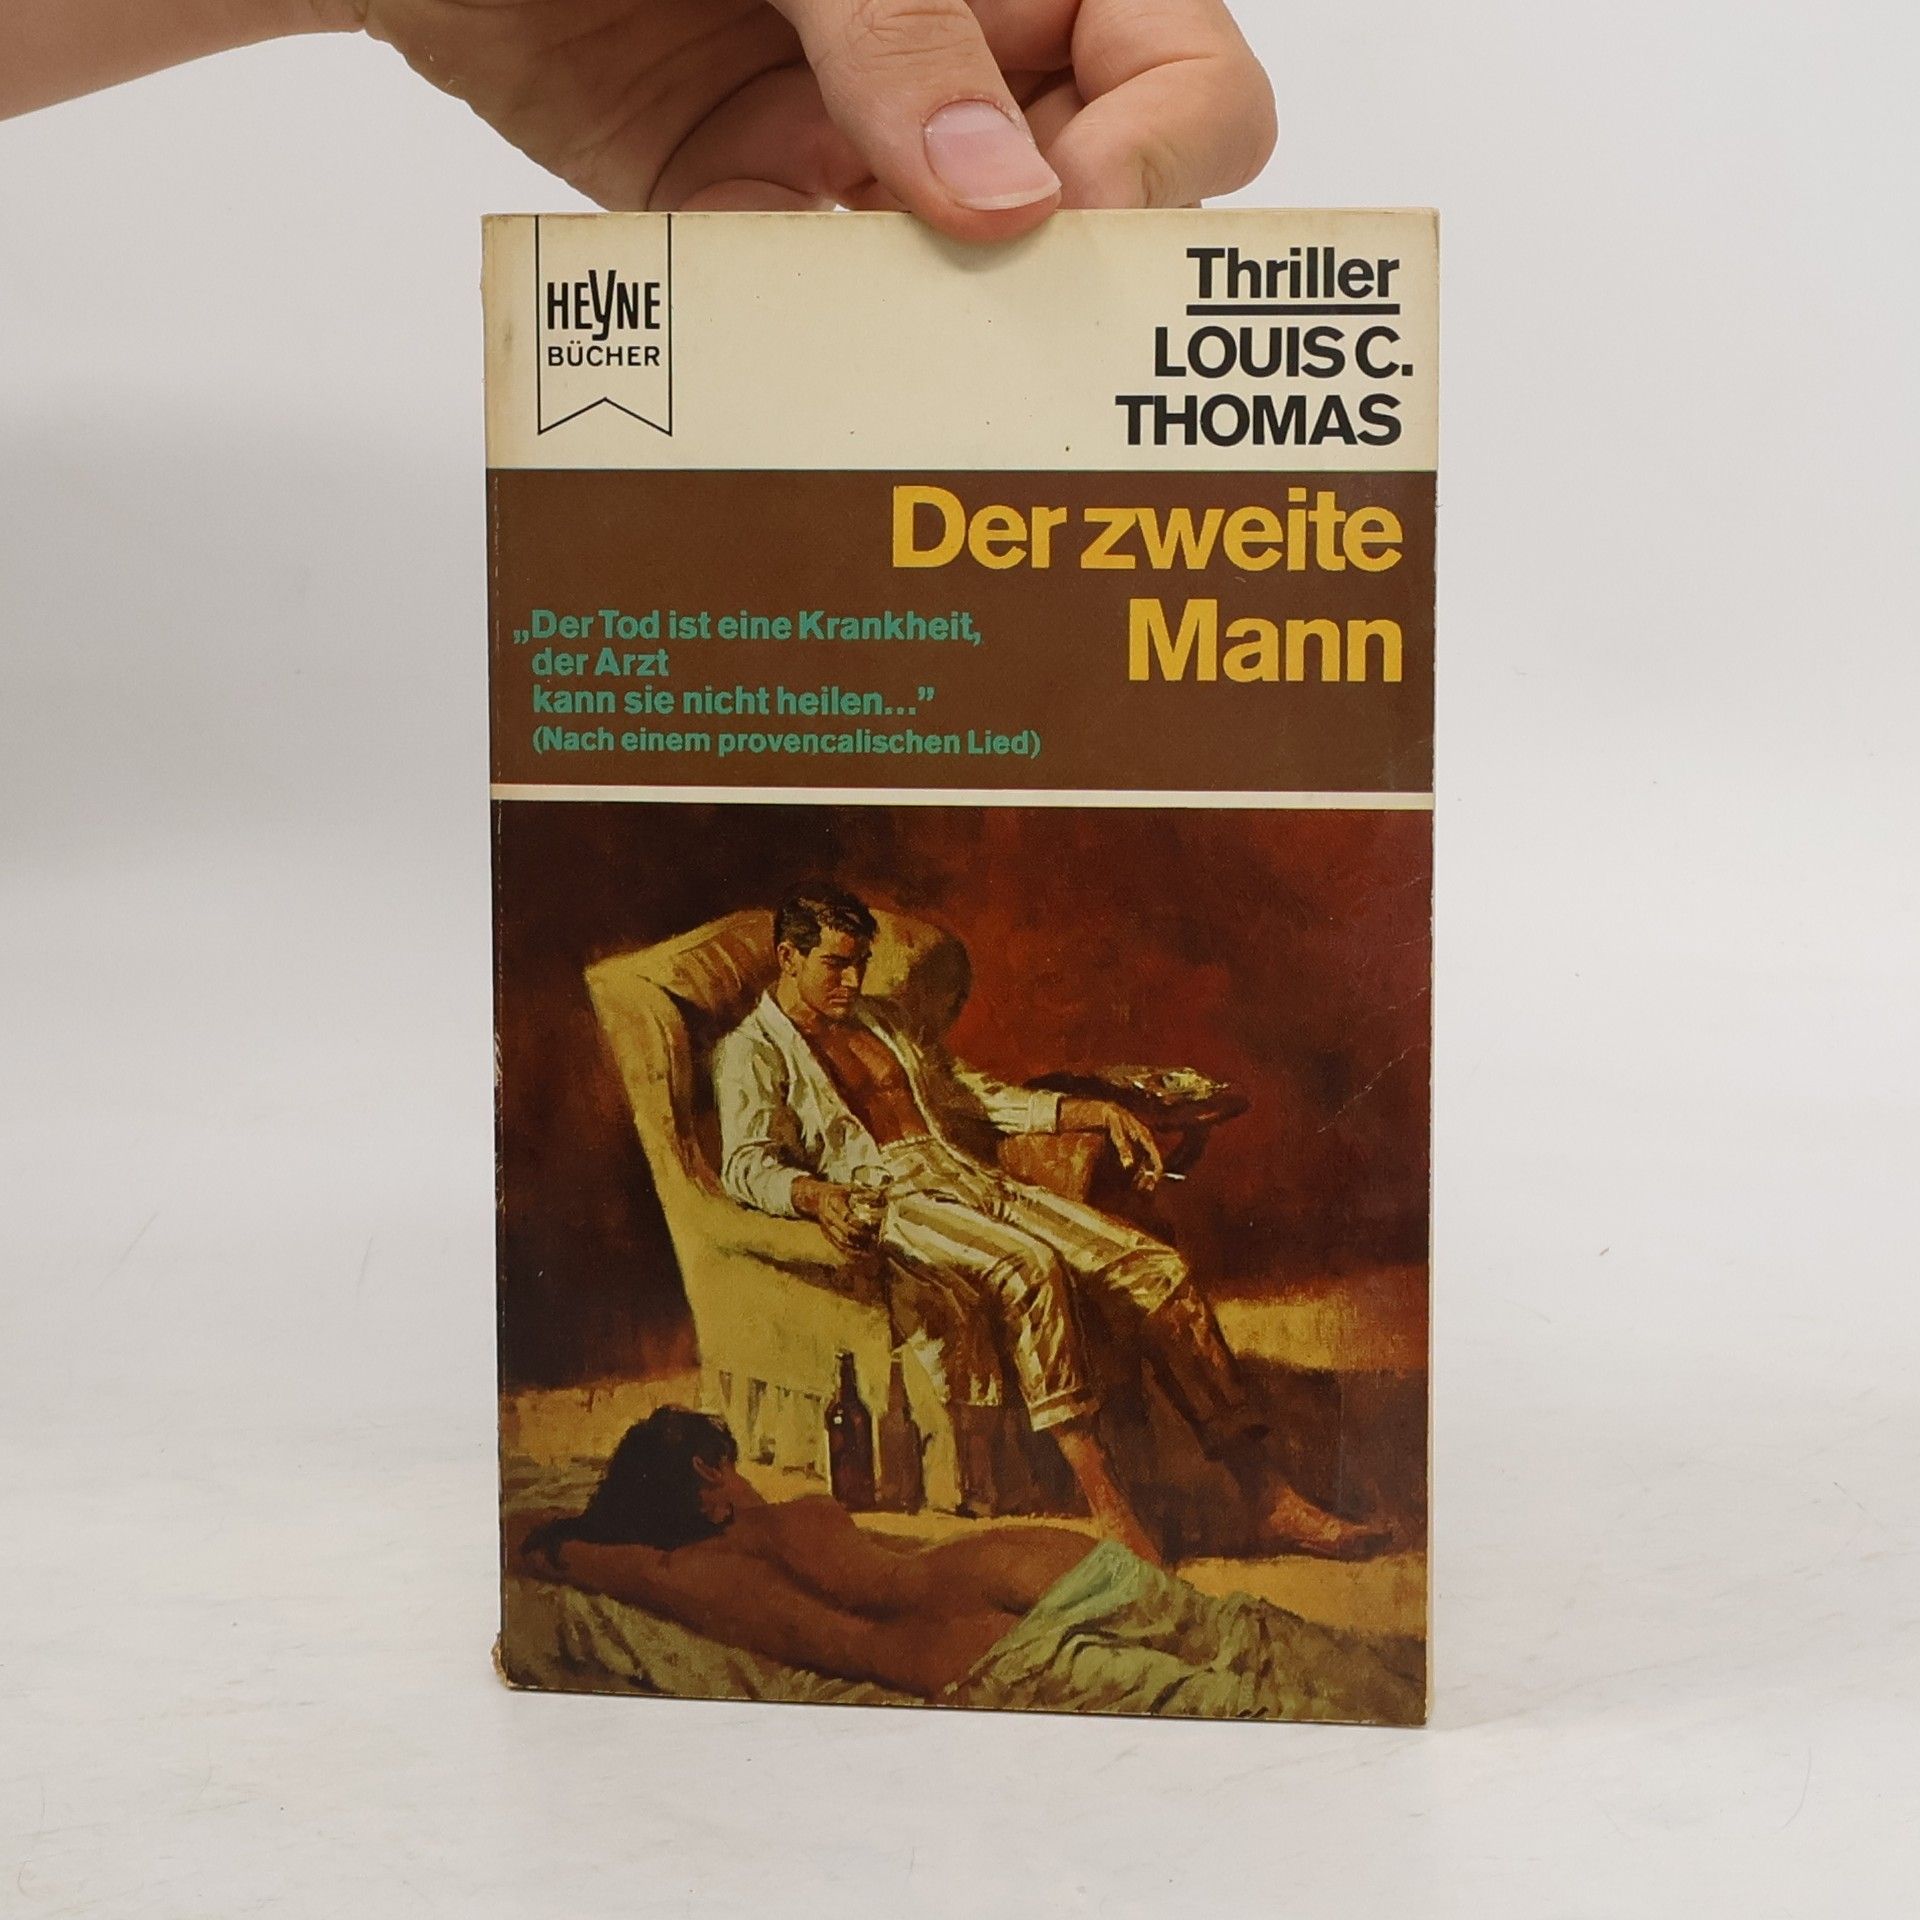 HEYNE
BÜCHER
Thriller
LOUIS C.
THOMAS
Der zweite
Mann
„Der Tod ist eine Krankheit,
der Arzt
kann sie nicht heilen...”
(Nach einem provencalischen Lied)